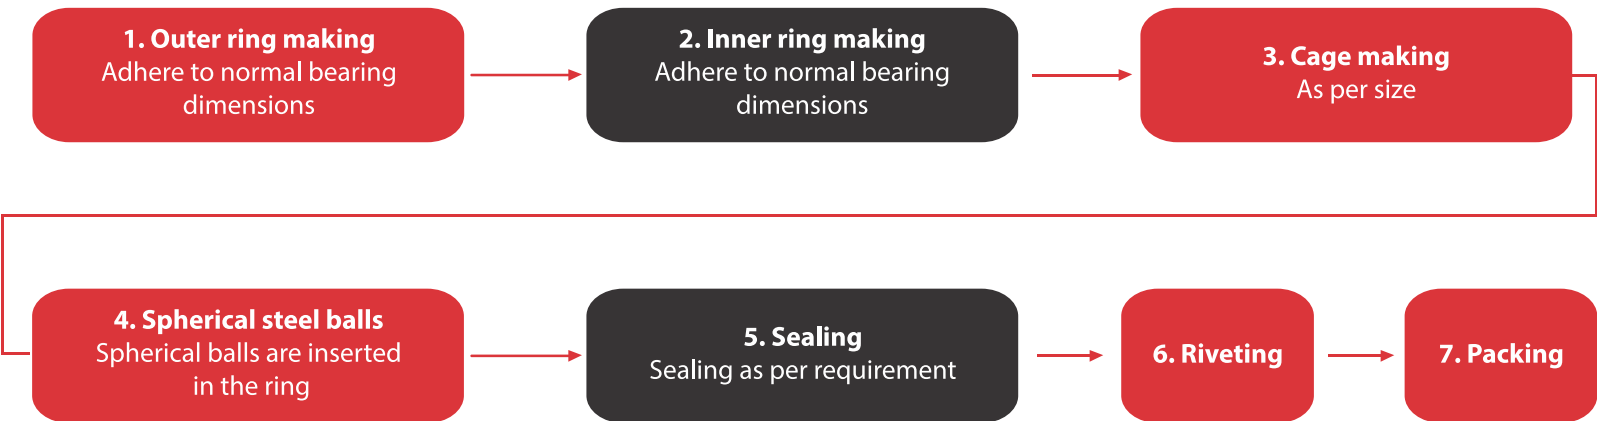 1. Outer ring making
Adhere to normal bearing
dimensions
2. Inner ring making
Adhere to normal bearing
dimensions
3. Cage making
As per size
4. Spherical steel balls
Spherical balls are inserted
in the ring
5. Sealing
Sealing as per requirement
6. Riveting
7. Packing